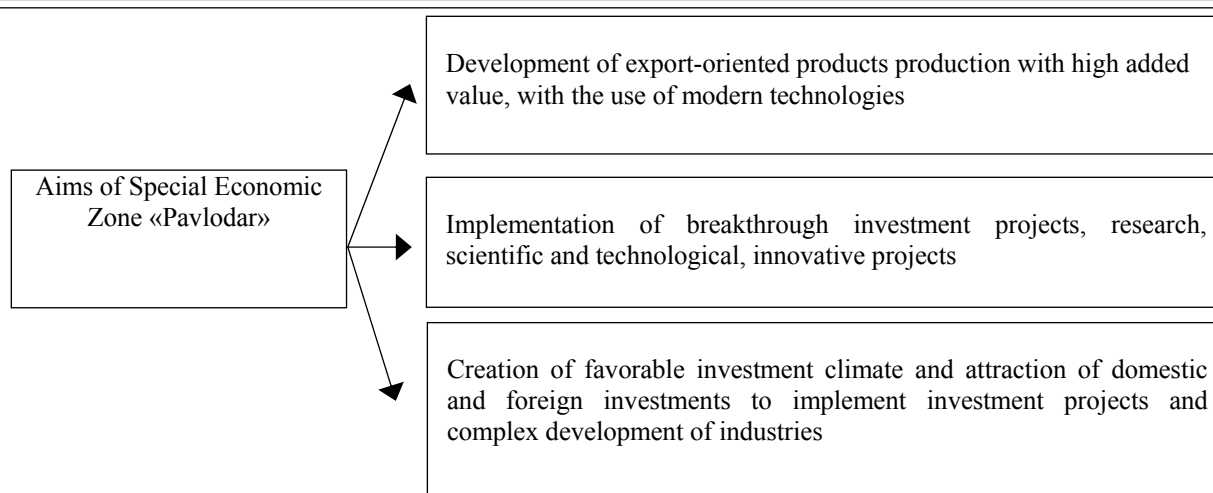 Development of export-oriented products production with high added
value, with the use of modern technologies
Aims of Special Economic
Zone «Pavlodar»
Implementation of breakthrough investment projects, research,
scientific and technological, innovative projects
Creation of favorable investment climate and attraction of domestic
and foreign investments to implement investment projects and
complex development of industries